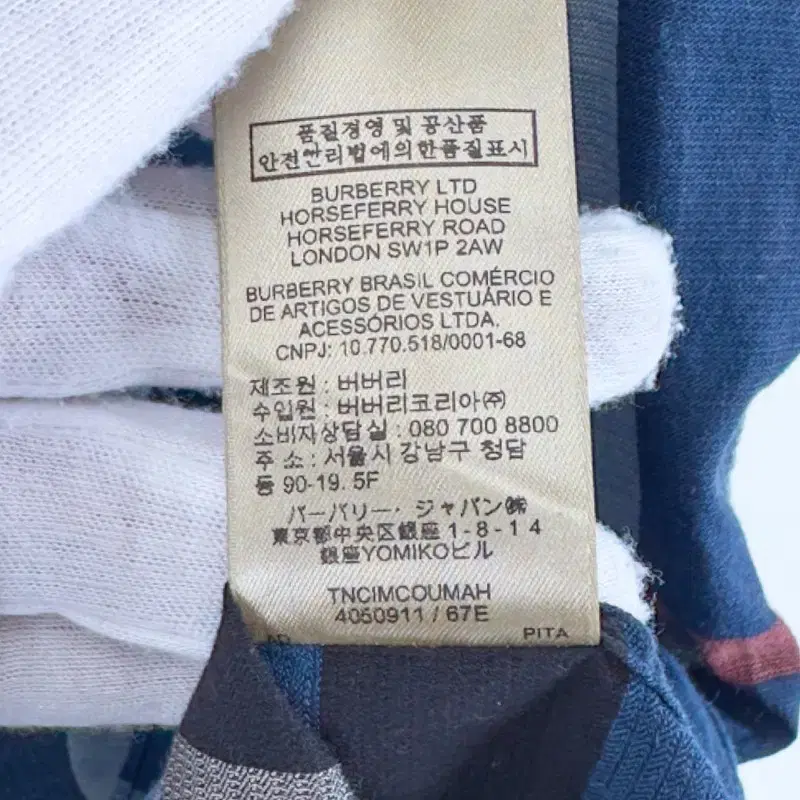 품질경영 및 공산품
안전관리법에의한품질표시
BURBERRY LTD
HORSEFERRY HOUSE
HORSEFERRY ROAD
LONDON SW1P 2AW
BURBERRY BRASIL COMÉRCIO
DE ARTIGOS DE VESTUÁRIO E
ACESSÓRIOS LTDA.
CNPJ: 10.770.518/0001-68
제조원 : 버버리
수입원 : 버버리코리아㈜
소비자상담실 : 080 700 8800
주 소 : 서울시 강남구 청담
동 90-19. 5F
バーバリー・ジャパン㈱
東京都中央区銀座 1-8-14
銀座YOMIKOビル
TNCIMCOUMAH
4050911 / 67E
PITA